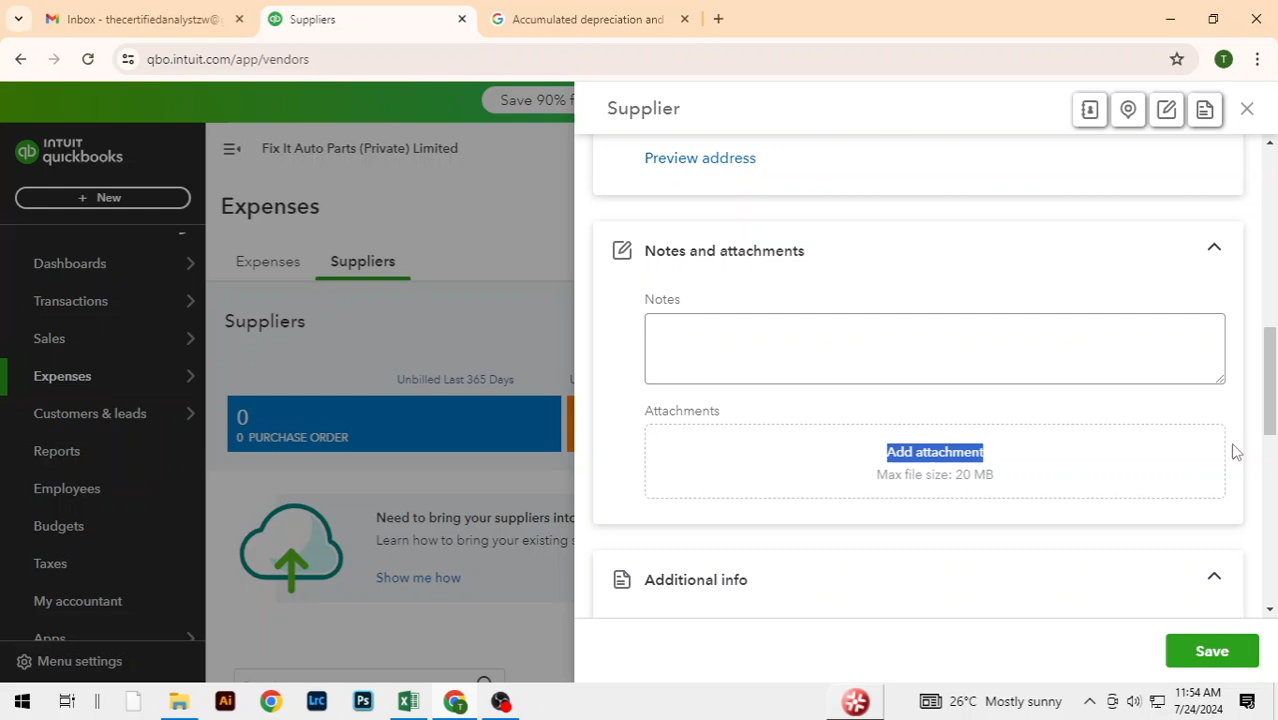 Inbox - thecertifiedanalystzw@
Suppliers
Accumulated depreciation and
qbo.intuit.com/app/vendors
T
Save 90% f
Supplier
INTUIT
quickbooks
Fix It Auto Parts (Private) Limited
Preview address
+ New
Expenses
Expenses
Suppliers
Notes and attachments
Dashboards
Transactions
Notes
Suppliers
Sales
Unbilled Last 365 Days
Expenses
0
0 PURCHASE ORDER
Attachments
Customers & leads
Add attachment
Reports
Max file size: 20 MB
Employees
Need to bring your suppliers into
Learn how to bring your existing s
Budgets
Taxes
Show me how
Additional info
My accountant
Apps
Save
Menu settings
Ai
LrC
Ps
T
26°C Mostly sunny
11:54 AM
7/24/2024